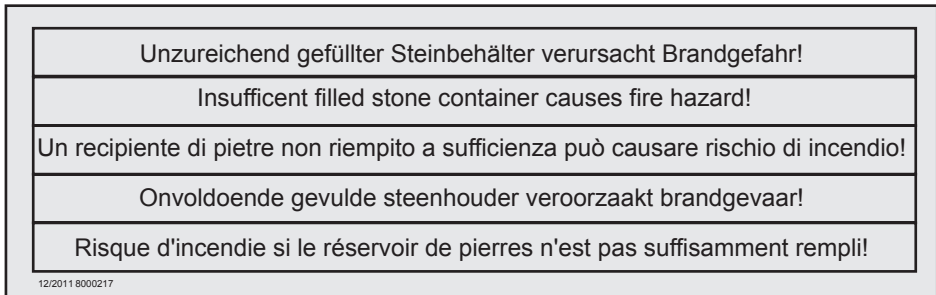 Unzureichend gefüllter Steinbehälter verursacht Brandgefahr!
Insufficent filled stone container causes fire hazard!
Un recipiente di pietre non riempito a sufficienza può causare rischio di incendio!
Onvoldoende gevulde steenhouder veroorzaakt brandgevaar!
Risque d'incendie si le réservoir de pierres n'est pas suffisamment rempli!
12/2011 8000217